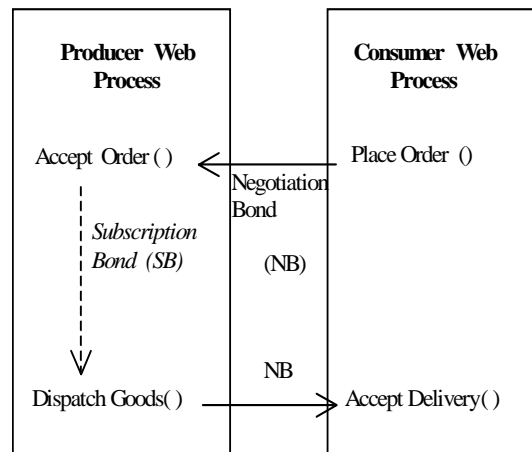 Producer Web
Process
Consumer Web
Process
Accept Order ( )
Place Order ()
Negotiation
Bond
Subscription
Bond (SB)
(NB)
NB
Dispatch Goods( )
Accept Delivery( )